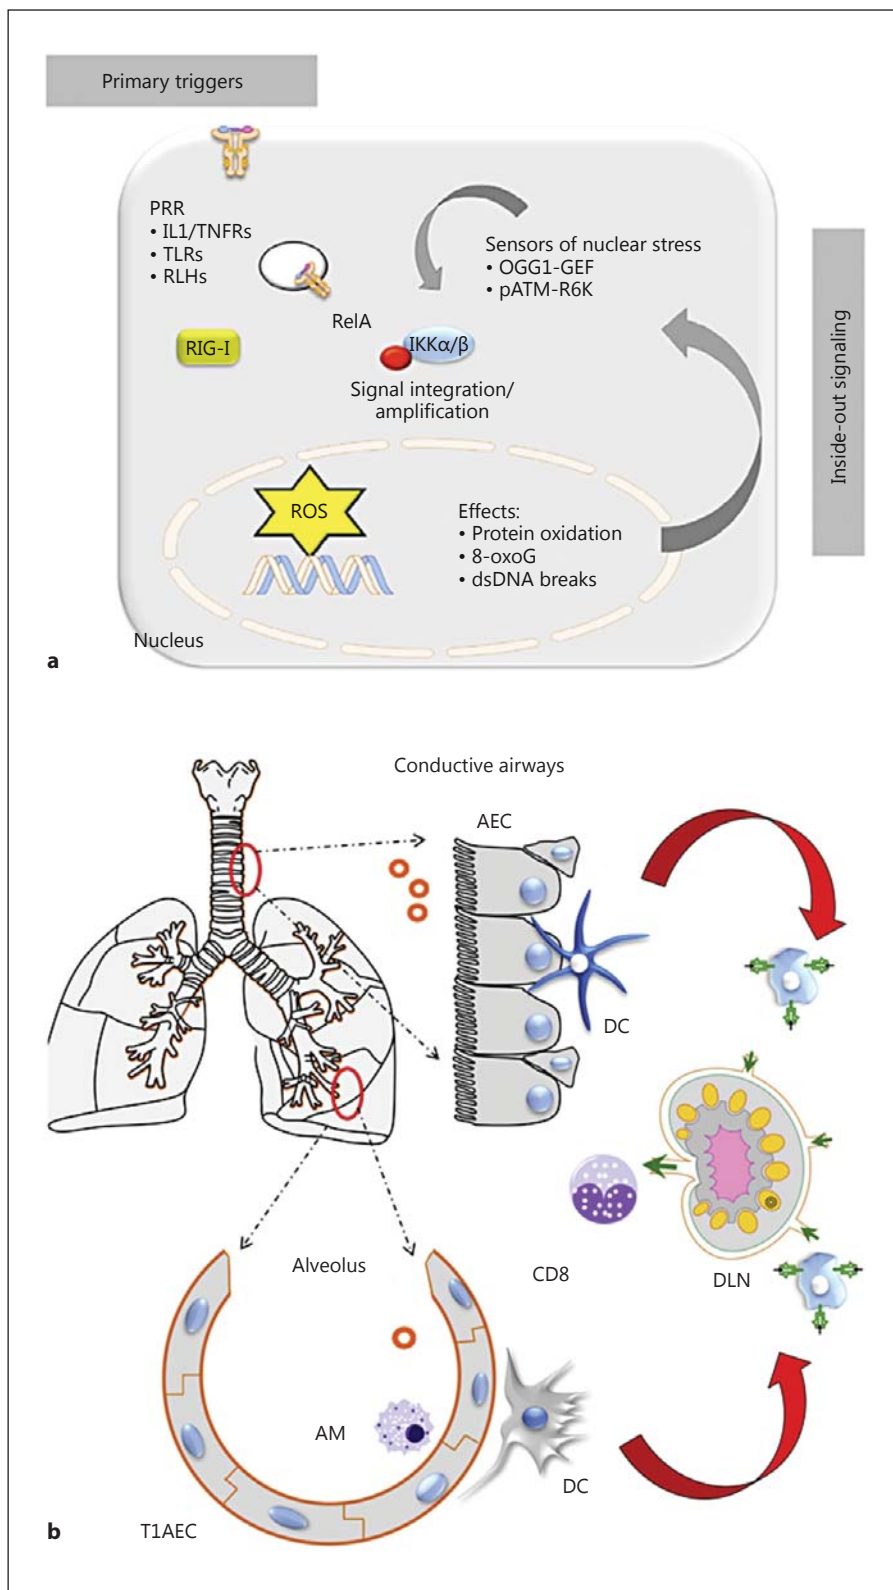 Primary triggers
PRR
• IL1/TNFRs
• TLRs
• RLHs
Sensors of nuclear stress
• OGG1-GEF
• pATM-R6K
RelA
RIG-I
IKKα/β
Signal integration/
amplification
Inside-out signaling
ROS
Effects:
• Protein oxidation
• 8-oxoG
• dsDNA breaks
Nucleus
a
Conductive airways
AEC
DC
Alveolus
CD8
DLN
AM
DC
T1AEC
b